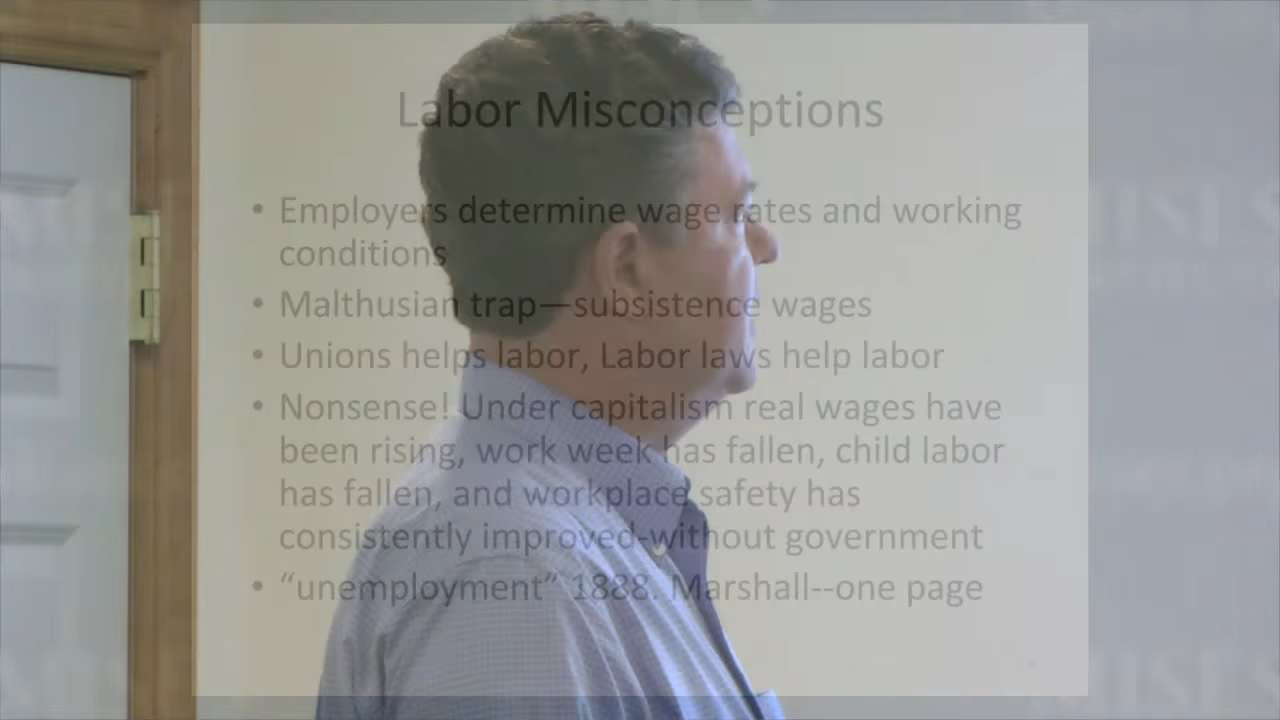 Labor Misconceptions
• Employers determine wage rates and working
conditions
• Malthusian trap—subsistence wages
• Unions helps labor, Labor laws help labor
• Nonsense! Under capitalism real wages have
been rising, work week has fallen, child labor
has fallen, and workplace safety has
consistently improved-without government
• “unemployment” 1888. Marshall--one page
MISES
MISES